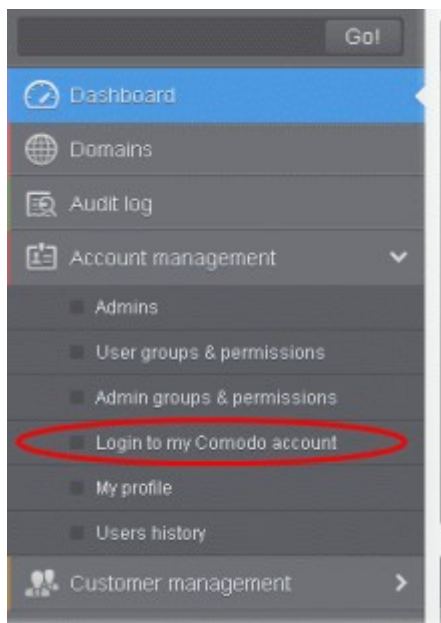 Go!
Dashboard
Domains
Audit log
Account management
Admins
User groups & permissions
Admin groups & permissions
Login to my Comodo account
My profile
Users history
Customer management